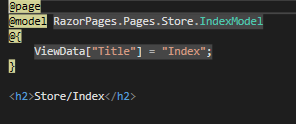 @page
@model RazorPages.Pages.Store.IndexModel
@{
    ViewData["Title"] = "Index";
}
<h2>Store/Index</h2>